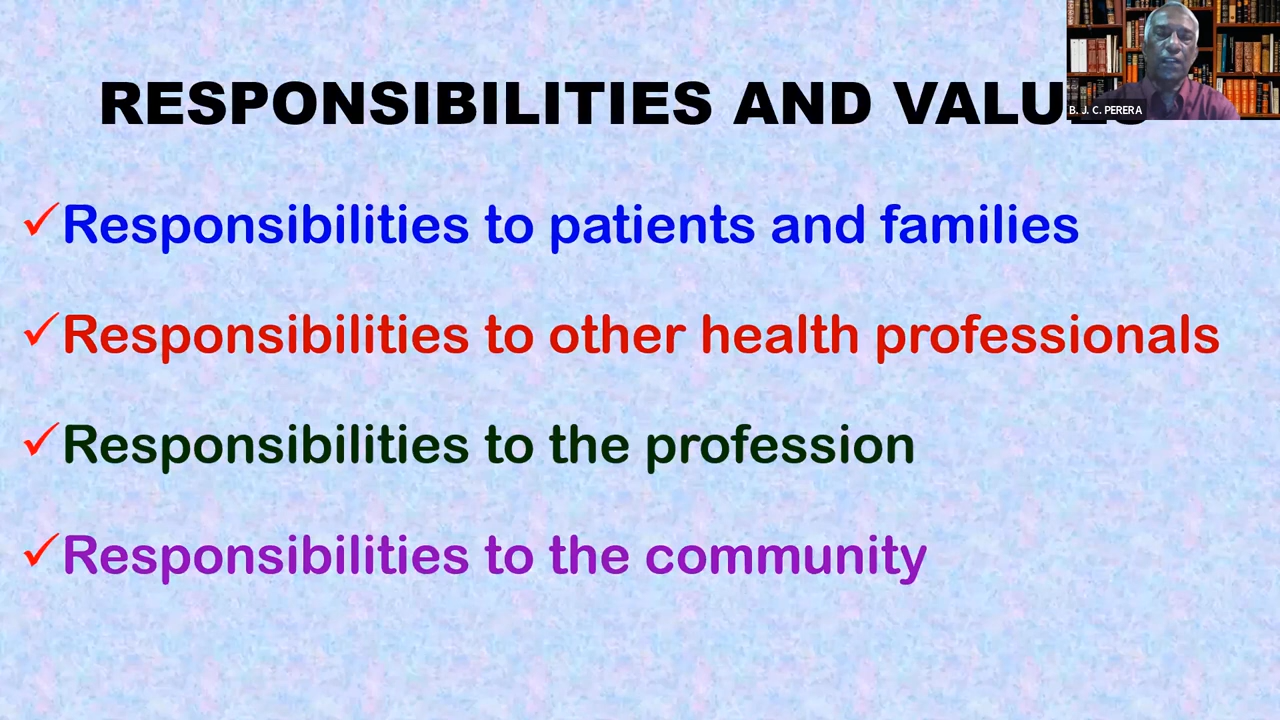 RESPONSIBILITIES AND
B. J. C. PERERA
✓Responsibilities to patients and families
✓Responsibilities to other health professionals
✓Responsibilities to the profession
✓Responsibilities to the community